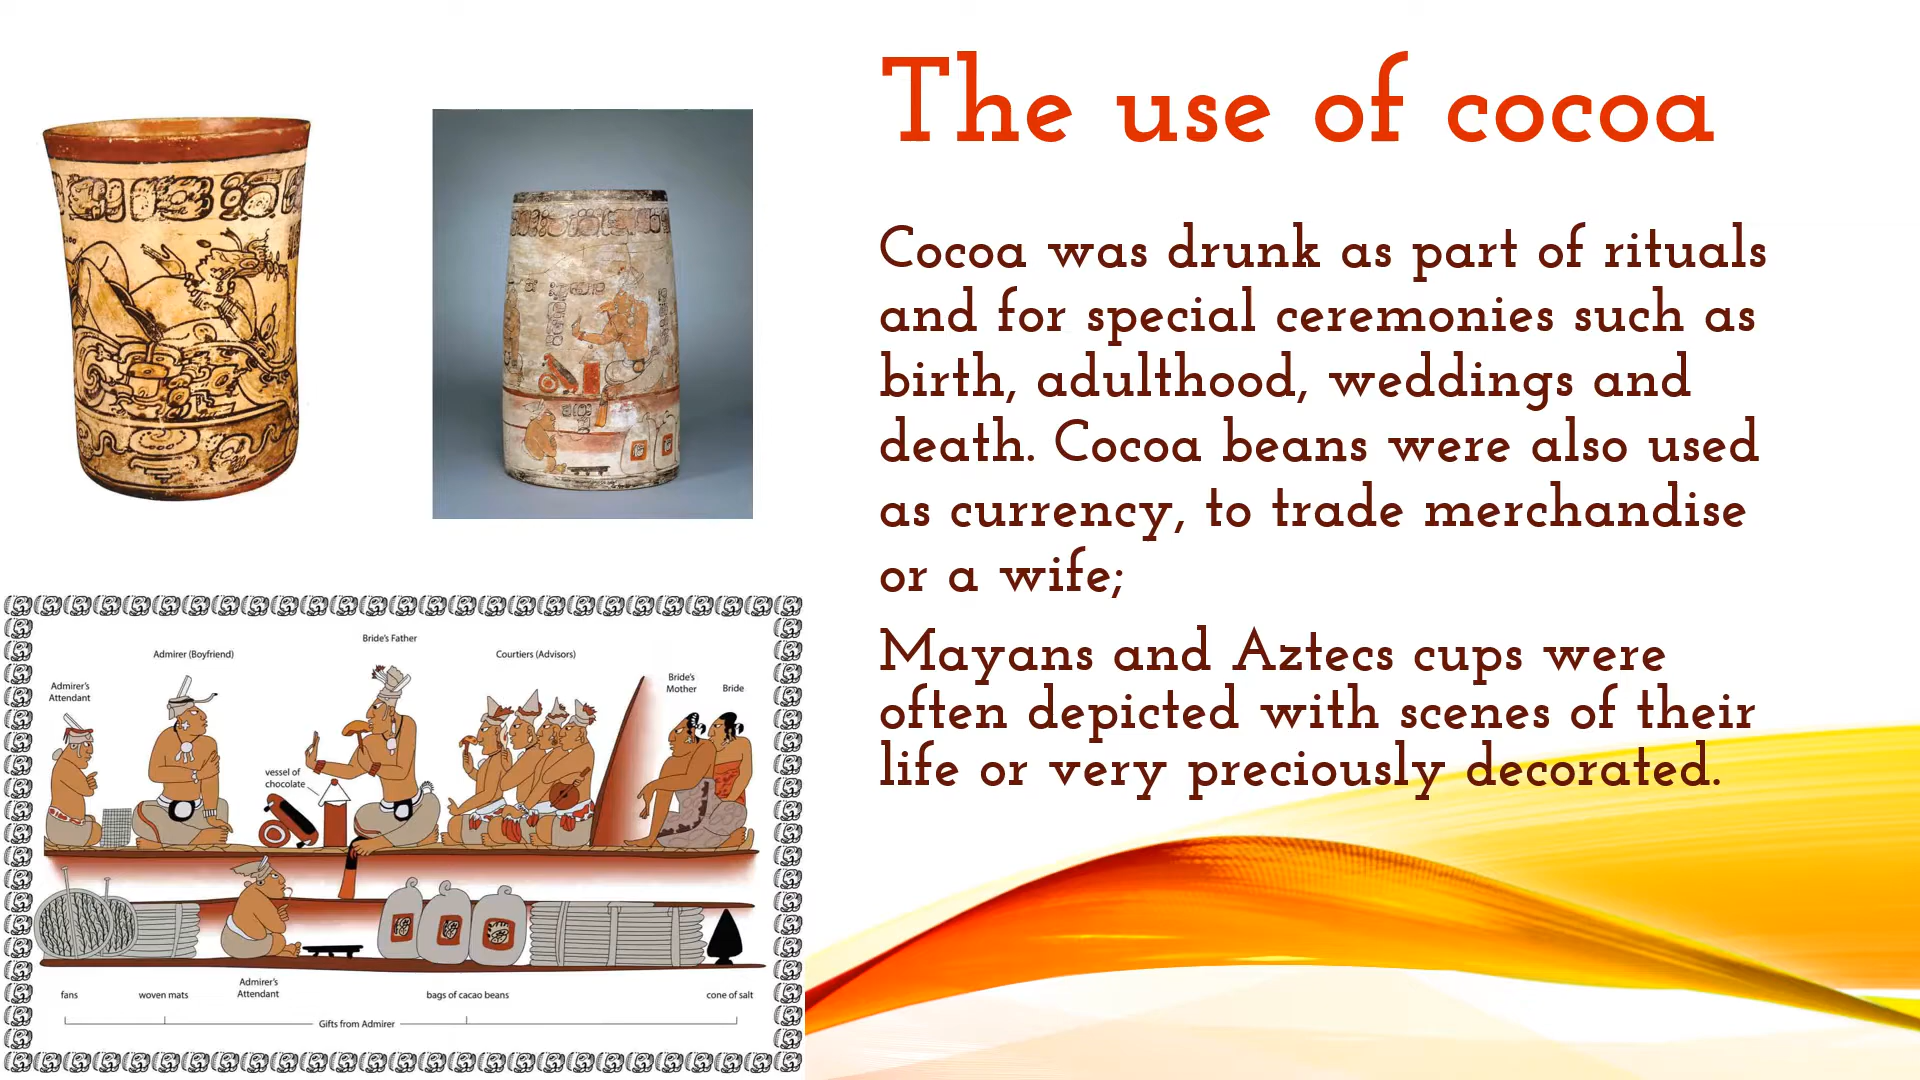 The use of cocoa
Cocoa was drunk as part of rituals
and for special ceremonies such as
birth, adulthood, weddings and
death. Cocoa beans were also used
as currency, to trade merchandise
or a wife;
Mayans and Aztecs cups were
often depicted with scenes of their
life or very preciously decorated.
Bride's Father
Admirer (Boyfriend)
Courtiers (Advisors)
Admirer's
Attendant
Bride's
Mother
Bride
vessel of
chocolate
fans
woven mats
Admirer's
Attendant
bags of cacao beans
cone of salt
Gifts from Admirer